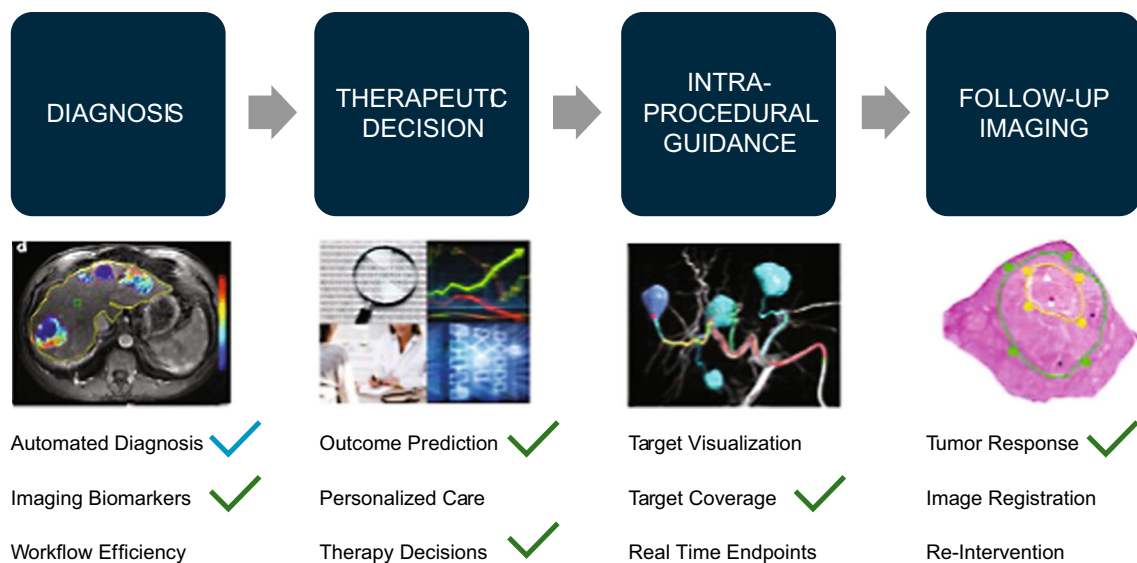 DIAGNOSIS
THERAPEUTIC
DECISION
INTRA-
PROCEDURAL
GUIDANCE
FOLLOW-UP
IMAGING
d
Automated Diagnosis
Outcome Prediction
Target Visualization
Tumor Response
Imaging Biomarkers
Personalized Care
Target Coverage
Image Registration
Workflow Efficiency
Therapy Decisions
Real Time Endpoints
Re-Intervention